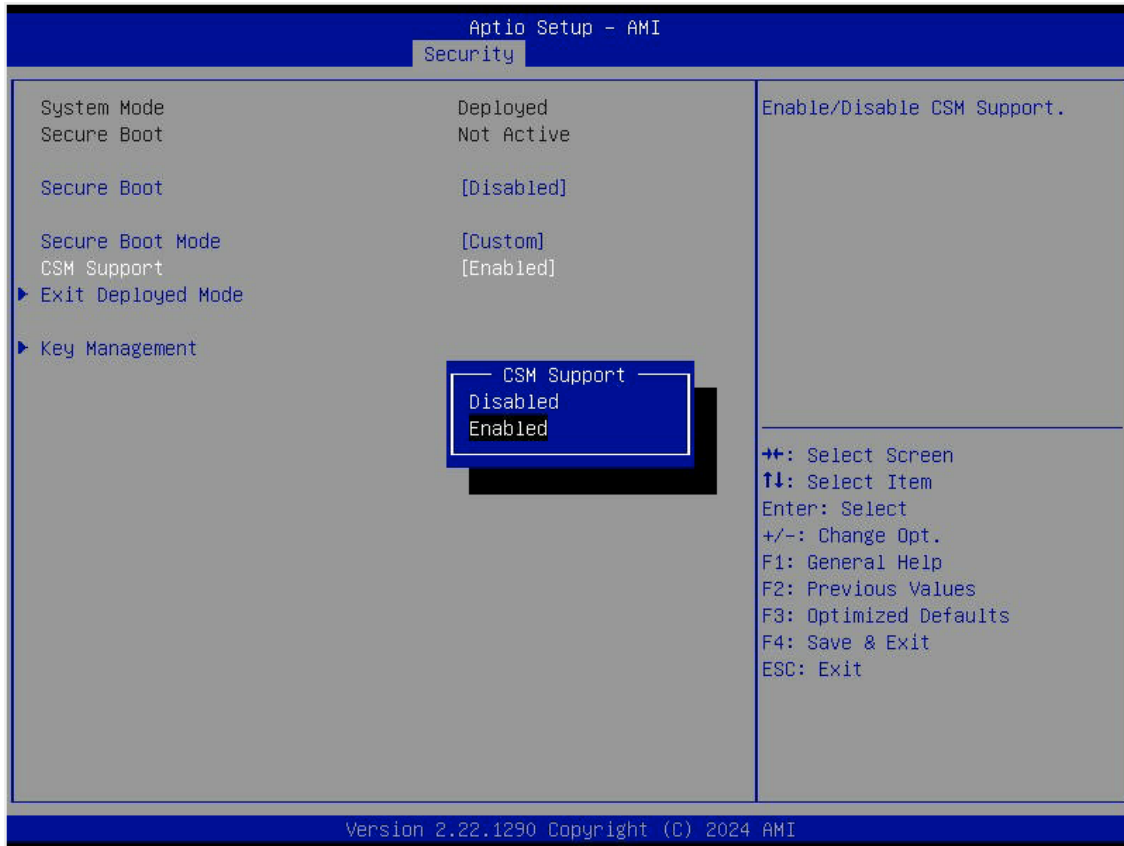 Aptio Setup – AMI
Security
System Mode Deployed
Secure Boot Not Active
Secure Boot [Disabled]
Secure Boot Mode [Custom]
CSM Support [Enabled]
Exit Deployed Mode
Key Management
CSM Support
Disabled
Enabled
Enable/Disable CSM Support.
→←: Select Screen
↑↓: Select Item
Enter: Select
+/-: Change Opt.
F1: General Help
F2: Previous Values
F3: Optimized Defaults
F4: Save & Exit
ESC: Exit
Version 2.22.1290 Copyright (C) 2024 AMI